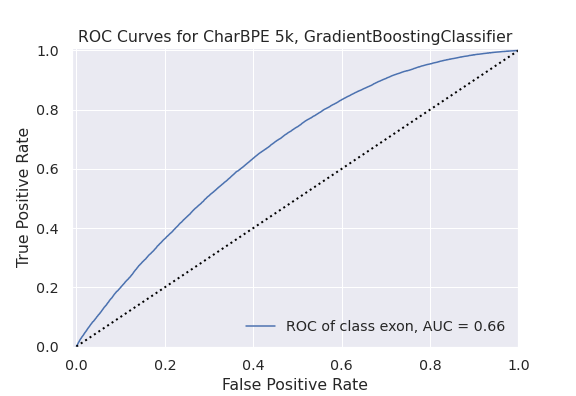 ROC Curves for CharBPE 5k, GradientBoostingClassifier
1.0
0.8
0.6
0.4
0.2
0.0
True Positive Rate
ROC of class exon, AUC = 0.66
0.0 0.2 0.4 0.6 0.8 1.0
False Positive Rate